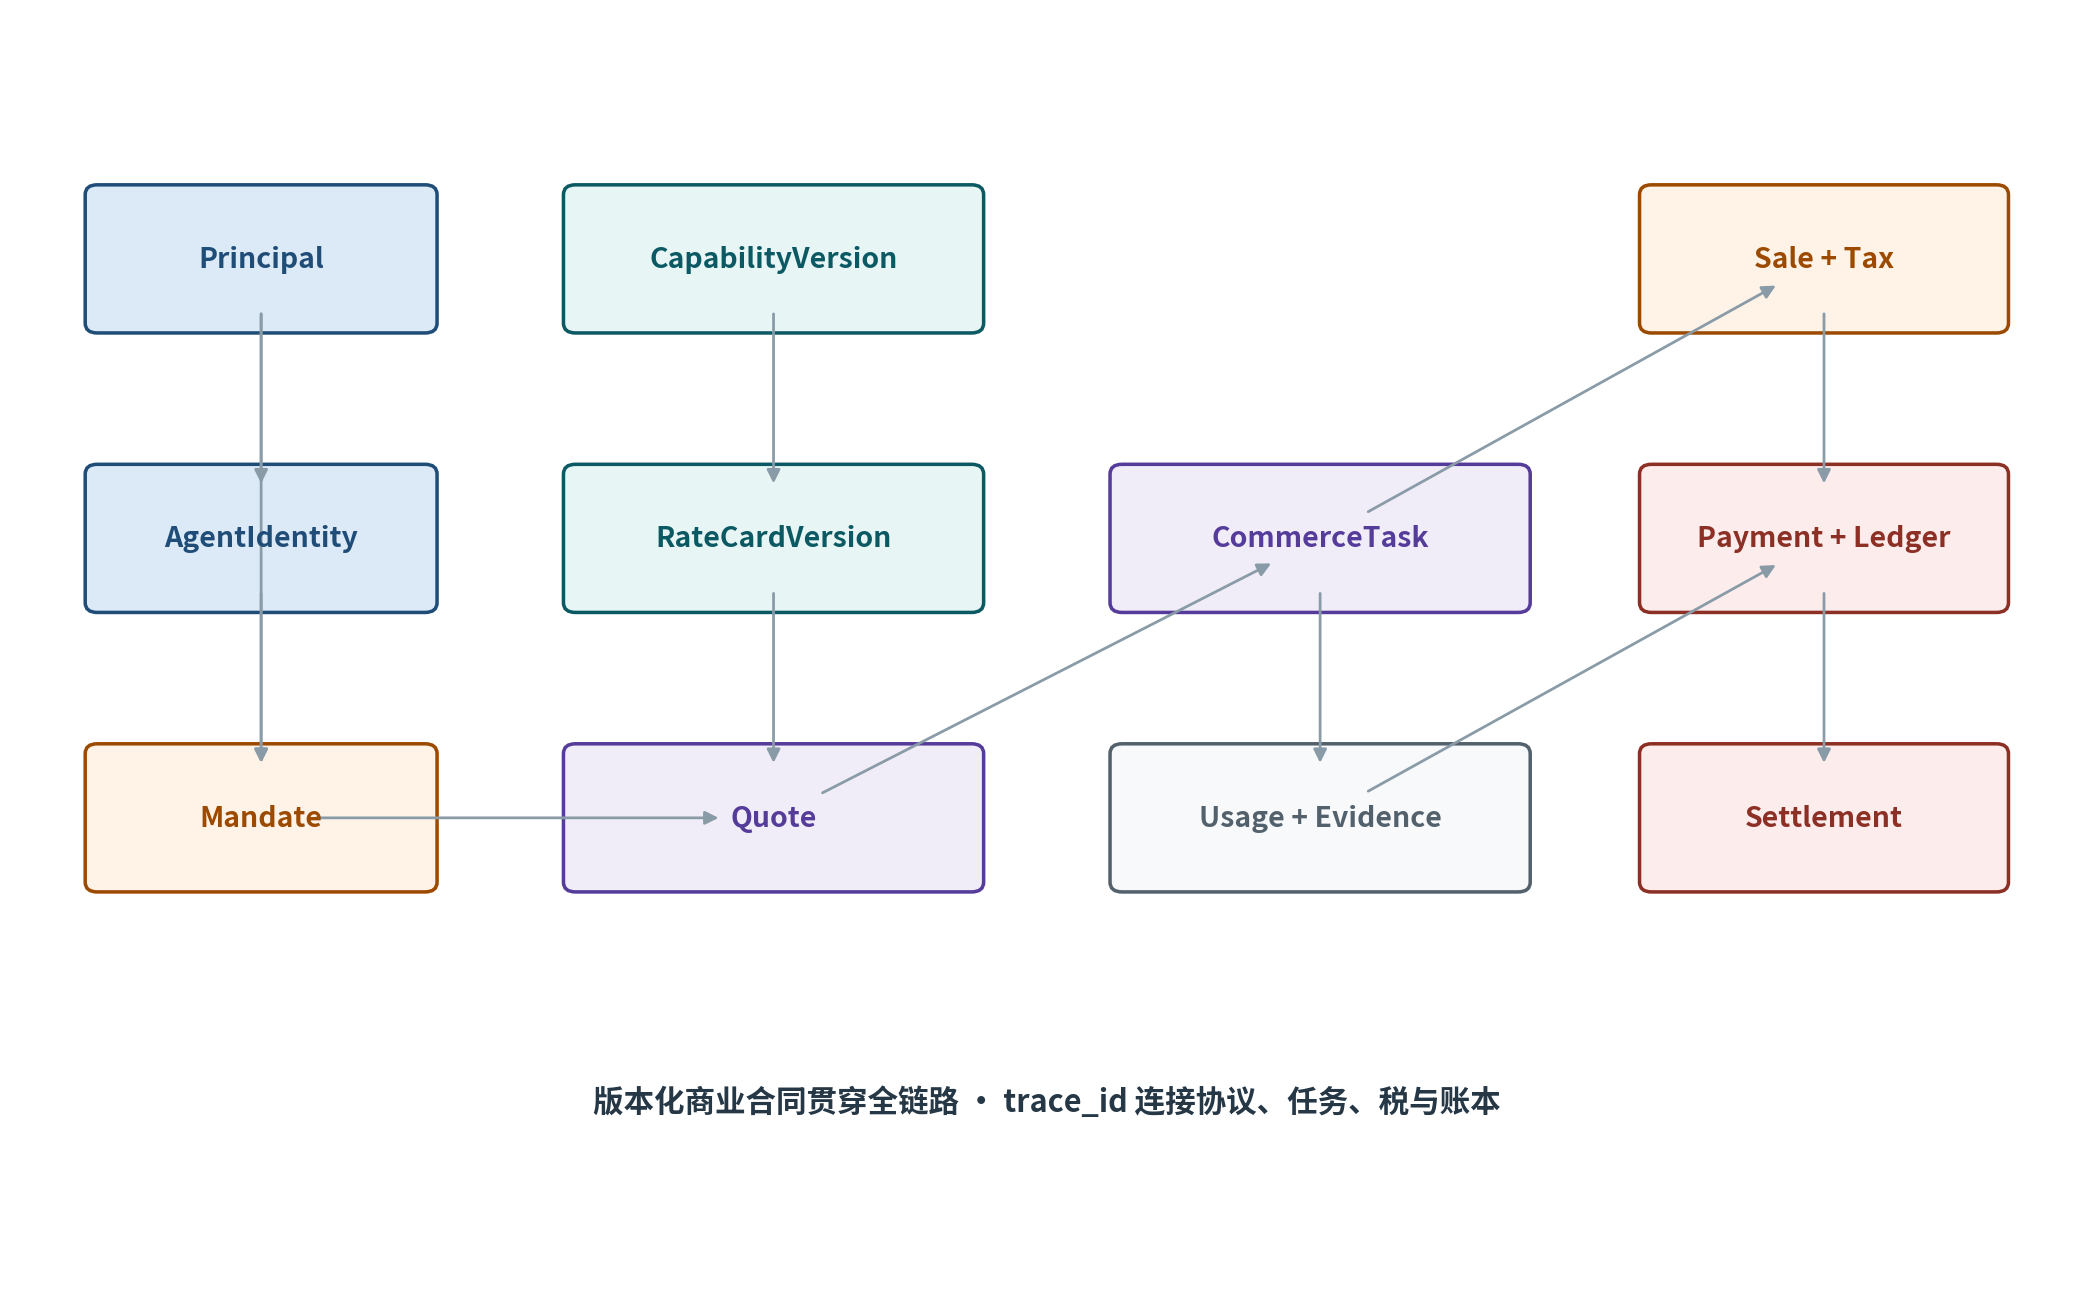 Principal
CapabilityVersion
Sale + Tax
AgentIdentity
RateCardVersion
CommerceTask
Payment + Ledger
Mandate
Quote
Usage + Evidence
Settlement
版本化商业合同贯穿全链路 • trace_id 连接协议、任务、税与账本